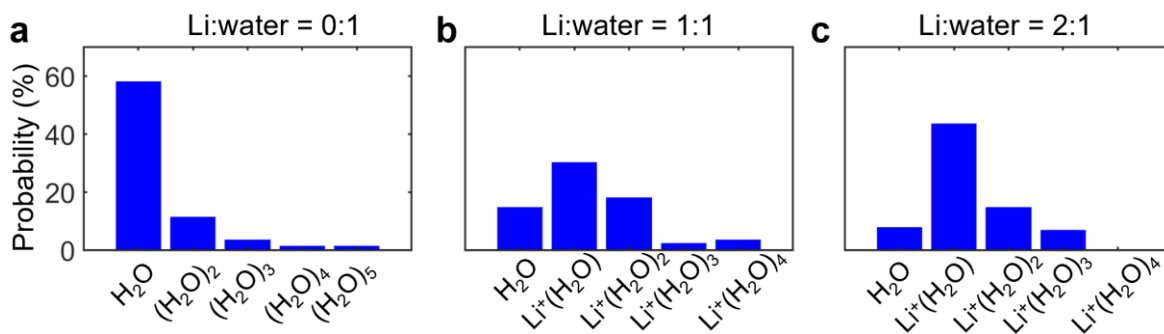 a Li:water = 0:1
Probability (%)
60
40
20
0
H₂O
(H₂O)₂
(H₂O)₃
(H₂O)₄
(H₂O)₅
b Li:water = 1:1
H₂O
Li⁺(H₂O)
Li⁺(H₂O)₂
Li⁺(H₂O)₃
Li⁺(H₂O)₄
c Li:water = 2:1
H₂O
Li⁺(H₂O)
Li⁺(H₂O)₂
Li⁺(H₂O)₃
Li⁺(H₂O)₄